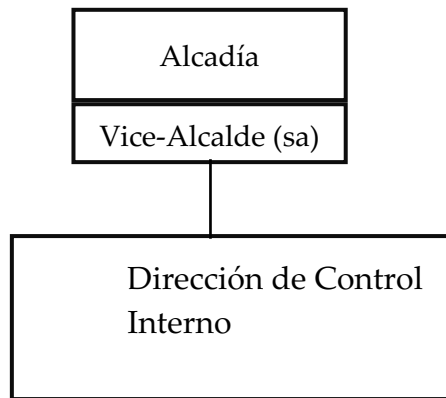 Alcadía
Vice-Alcalde (sa)
Dirección de Control
Interno